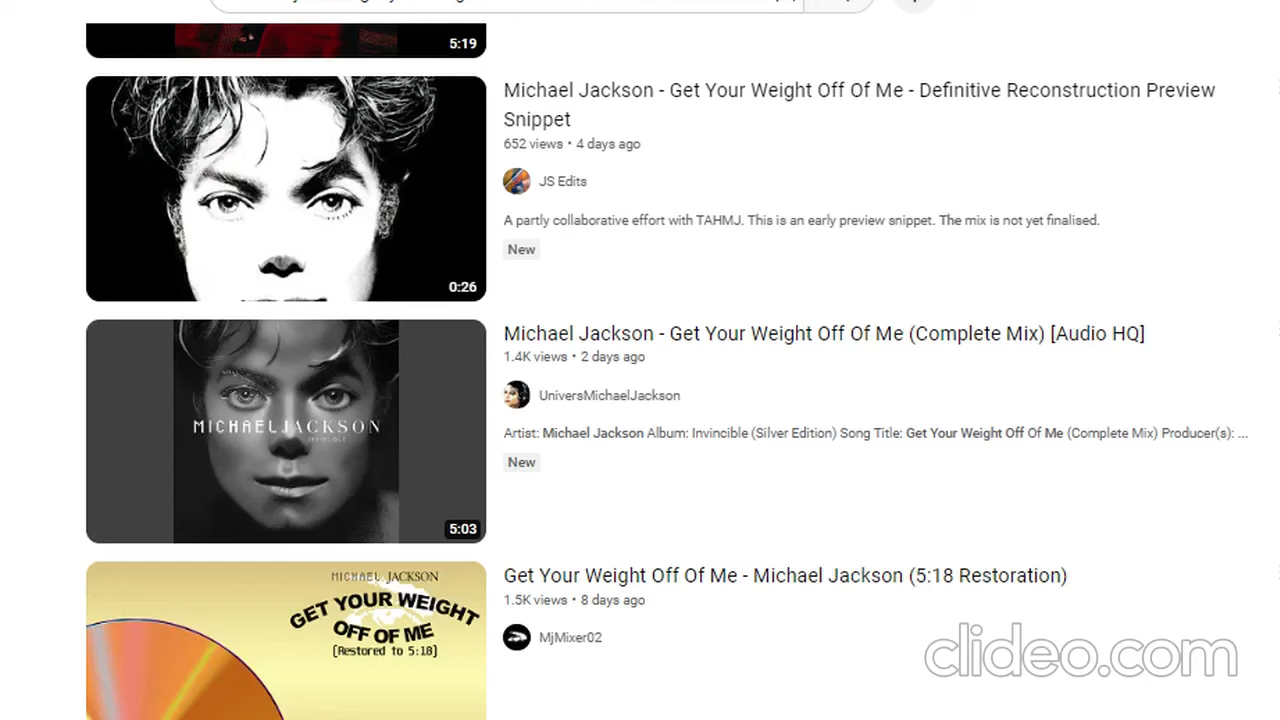 5:19
Michael Jackson - Get Your Weight Off Of Me - Definitive Reconstruction Preview
Snippet
652 views • 4 days ago
JS Edits
A partly collaborative effort with TAHMJ. This is an early preview snippet. The mix is not yet finalised.
New
0:26
Michael Jackson - Get Your Weight Off Of Me (Complete Mix) [Audio HQ]
1.4K views • 2 days ago
UniversMichaelJackson
MICHAEL JACKSON
Artist: Michael Jackson Album: Invincible (Silver Edition) Song Title: Get Your Weight Off Of Me (Complete Mix) Producer(s): ...
New
5:03
MICHAEL JACKSON
GET YOUR WEIGHT
OFF OF ME
[Restored to 5:18]
Get Your Weight Off Of Me - Michael Jackson (5:18 Restoration)
1.5K views • 8 days ago
MjMixer02
clideo.com